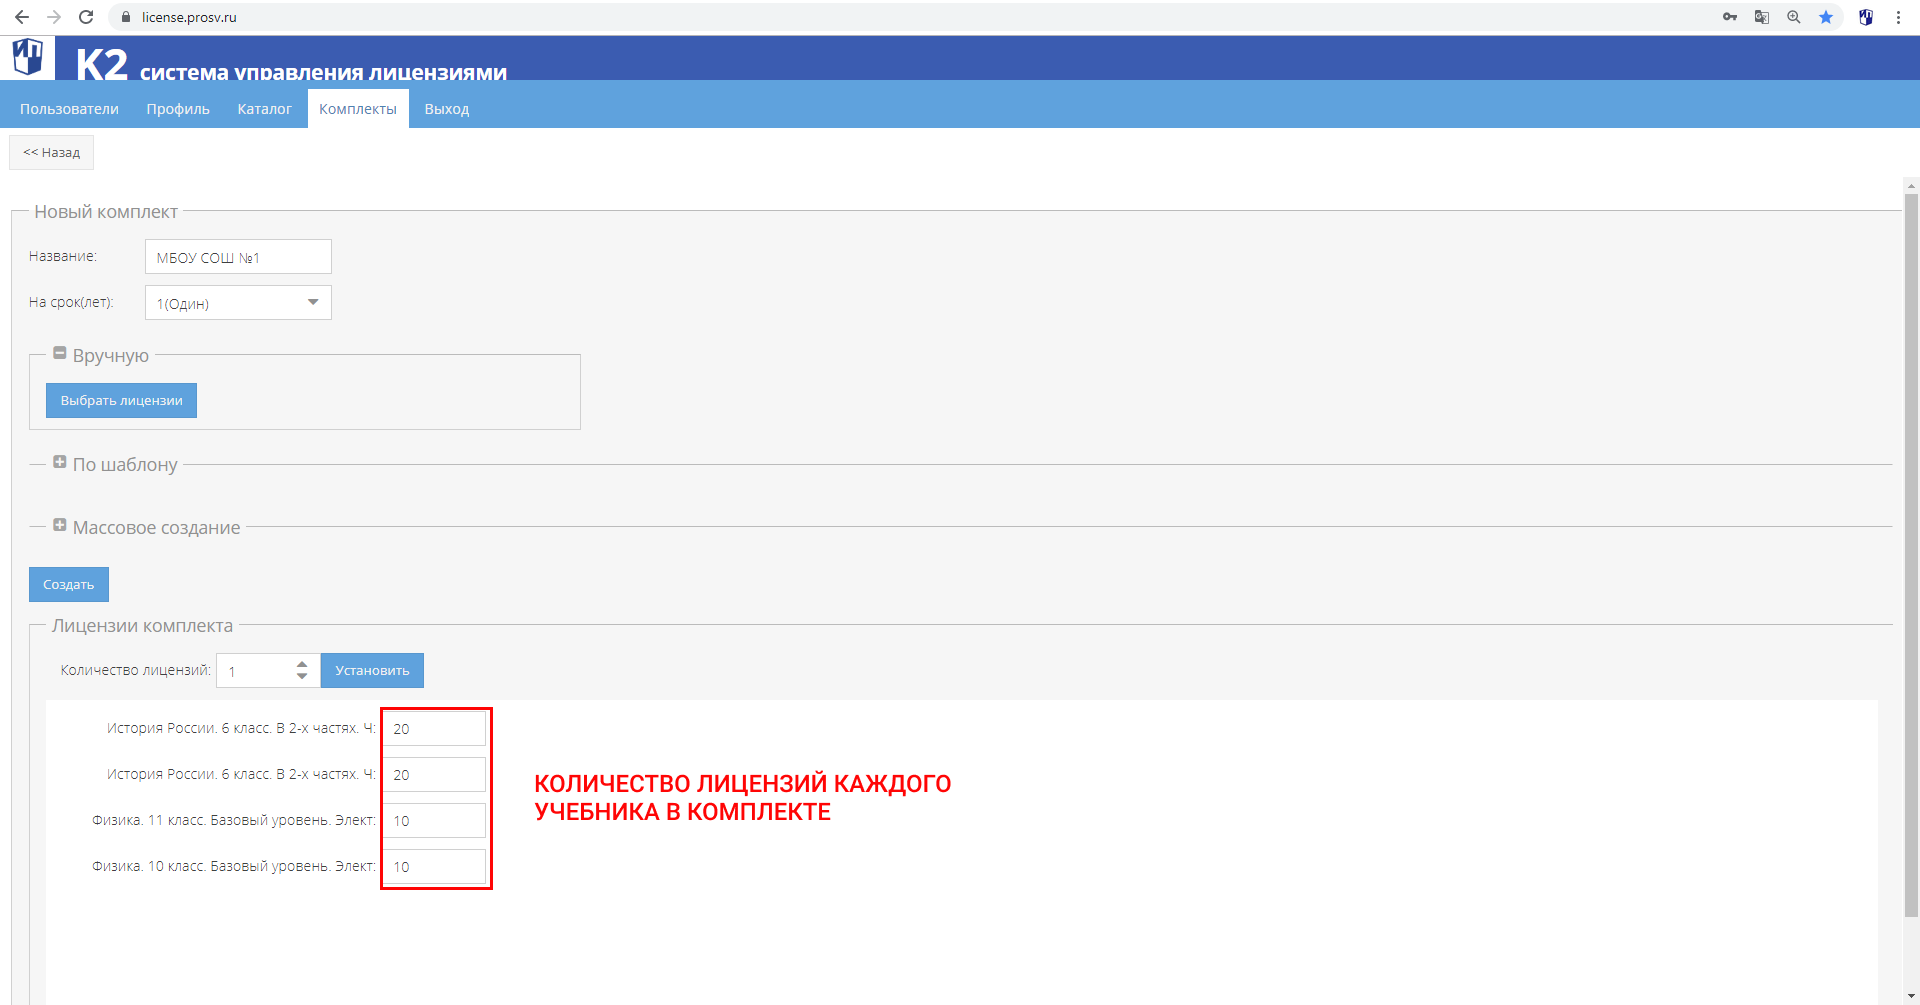 license.prosv.ru
ИП
К2 система управления лицензиями
Пользователи Профиль Каталог Комплекты Выход
<< Назад
Новый комплект
Название: МБОУ СОШ №1
На срок(лет): 1(Один)
Вручную
Выбрать лицензии
По шаблону
Массовое создание
Создать
Лицензии комплекта
Количество лицензий: 1 Установить
История России. 6 класс. В 2-х частях. Ч: 20
История России. 6 класс. В 2-х частях. Ч: 20
КОЛИЧЕСТВО ЛИЦЕНЗИЙ КАЖДОГО
УЧЕБНИКА В КОМПЛЕКТЕ
Физика. 11 класс. Базовый уровень. Элект: 10
Физика. 10 класс. Базовый уровень. Элект: 10